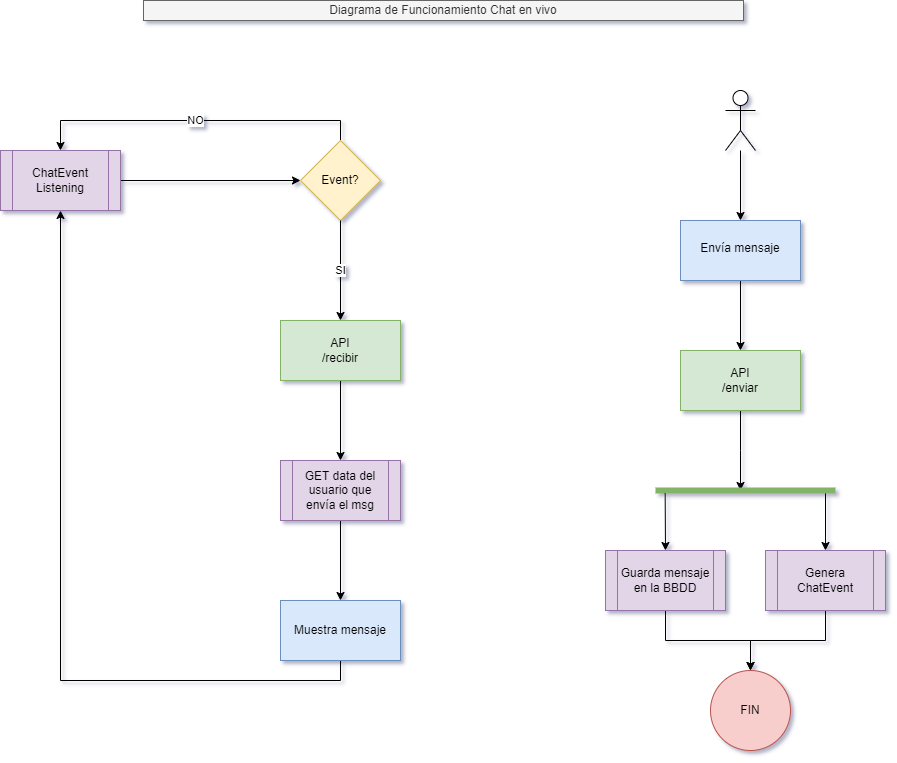 Diagrama de Funcionamiento Chat en vivo
NO
ChatEvent
Listening
Event?
SI
API
/recibir
GET data del
usuario que
envía el msg
Muestra mensaje
Envía mensaje
API
/enviar
Guarda mensaje
en la BBDD
Genera
ChatEvent
FIN